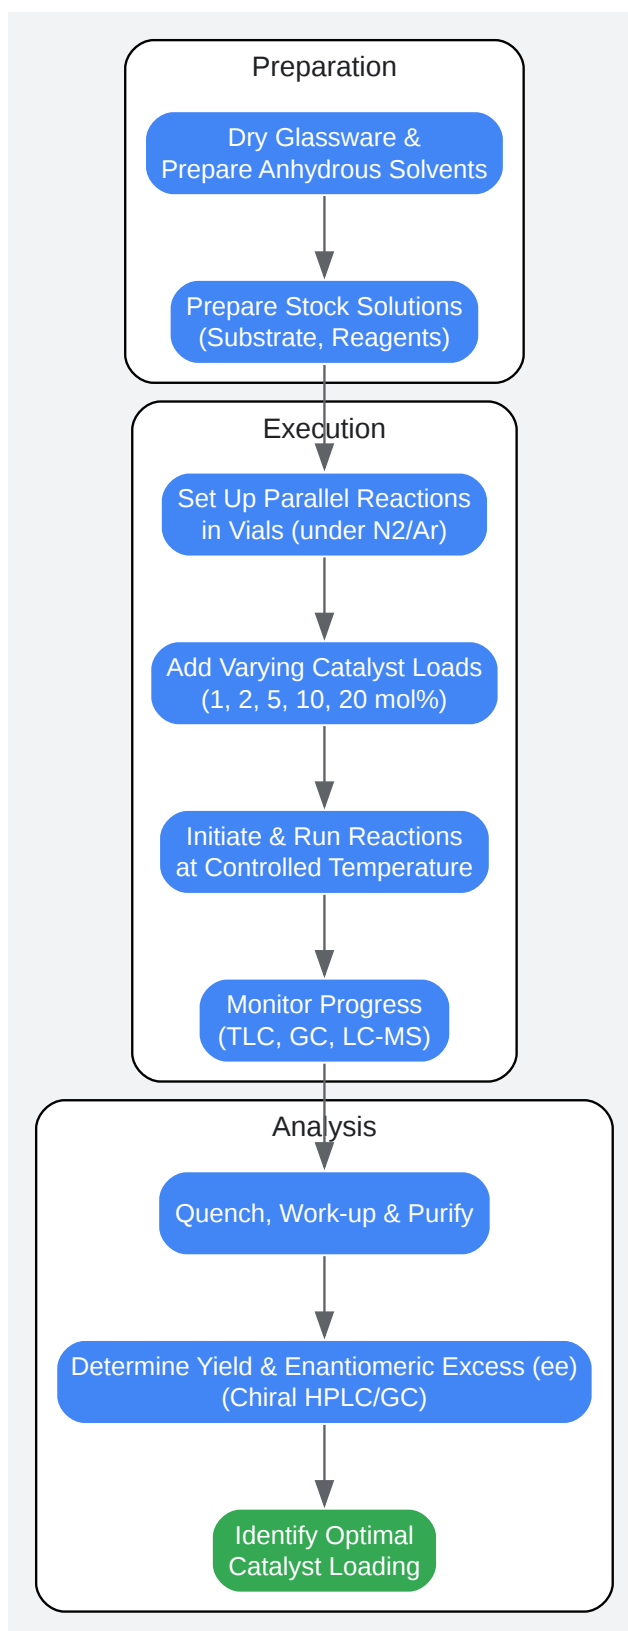 Preparation
Dry Glassware &
Prepare Anhydrous Solvents
Prepare Stock Solutions
(Substrate, Reagents)
Execution
Set Up Parallel Reactions
in Vials (under N2/Ar)
Add Varying Catalyst Loads
(1, 2, 5, 10, 20 mol%)
Initiate & Run Reactions
at Controlled Temperature
Monitor Progress
(TLC, GC, LC-MS)
Analysis
Quench, Work-up & Purify
Determine Yield & Enantiomeric Excess (ee)
(Chiral HPLC/GC)
Identify Optimal
Catalyst Loading